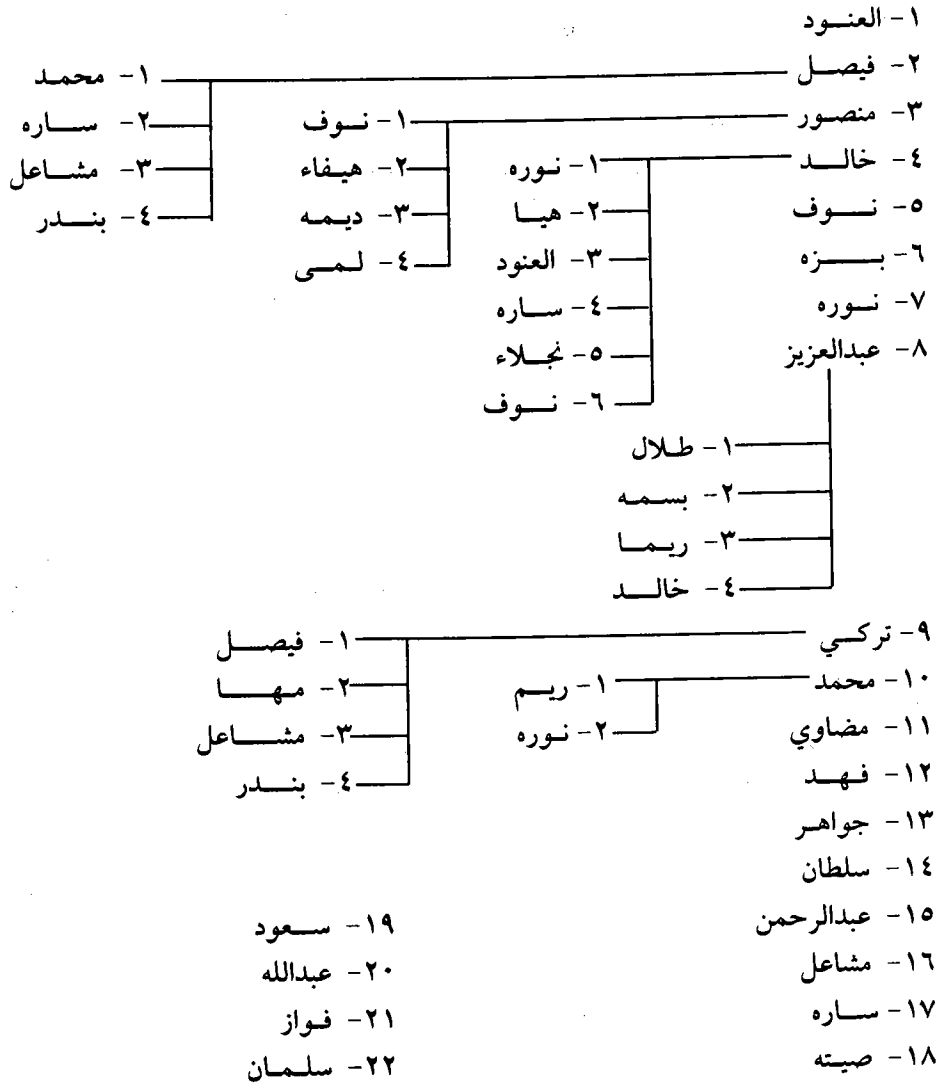 ١- العنود
٢- فيصل
١- محمد
٢- ساره
٣- مشاعل
٤- بندر
٣- منصور
١- نوف
٢- هيفاء
٣- ديمه
٤- لمى
٤- خالد
١- نوره
٢- هيا
٣- العنود
٤- ساره
٥- نجلاء
٦- نوف
٥- نوف
٦- بزه
٧- نوره
٨- عبدالعزيز
١- طلال
٢- بسمه
٣- ريما
٤- خالد
٩- تركي
١- فيصل
٢- مها
٣- مشاعل
٤- بندر
١٠- محمد
١- ريم
٢- نوره
١١- مضاوي
١٢- فهد
١٣- جواهر
١٤- سلطان
١٥- عبدالرحمن
١٦- مشاعل
١٧- ساره
١٨- صيته
١٩- سعود
٢٠- عبدالله
٢١- فواز
٢٢- سلمان